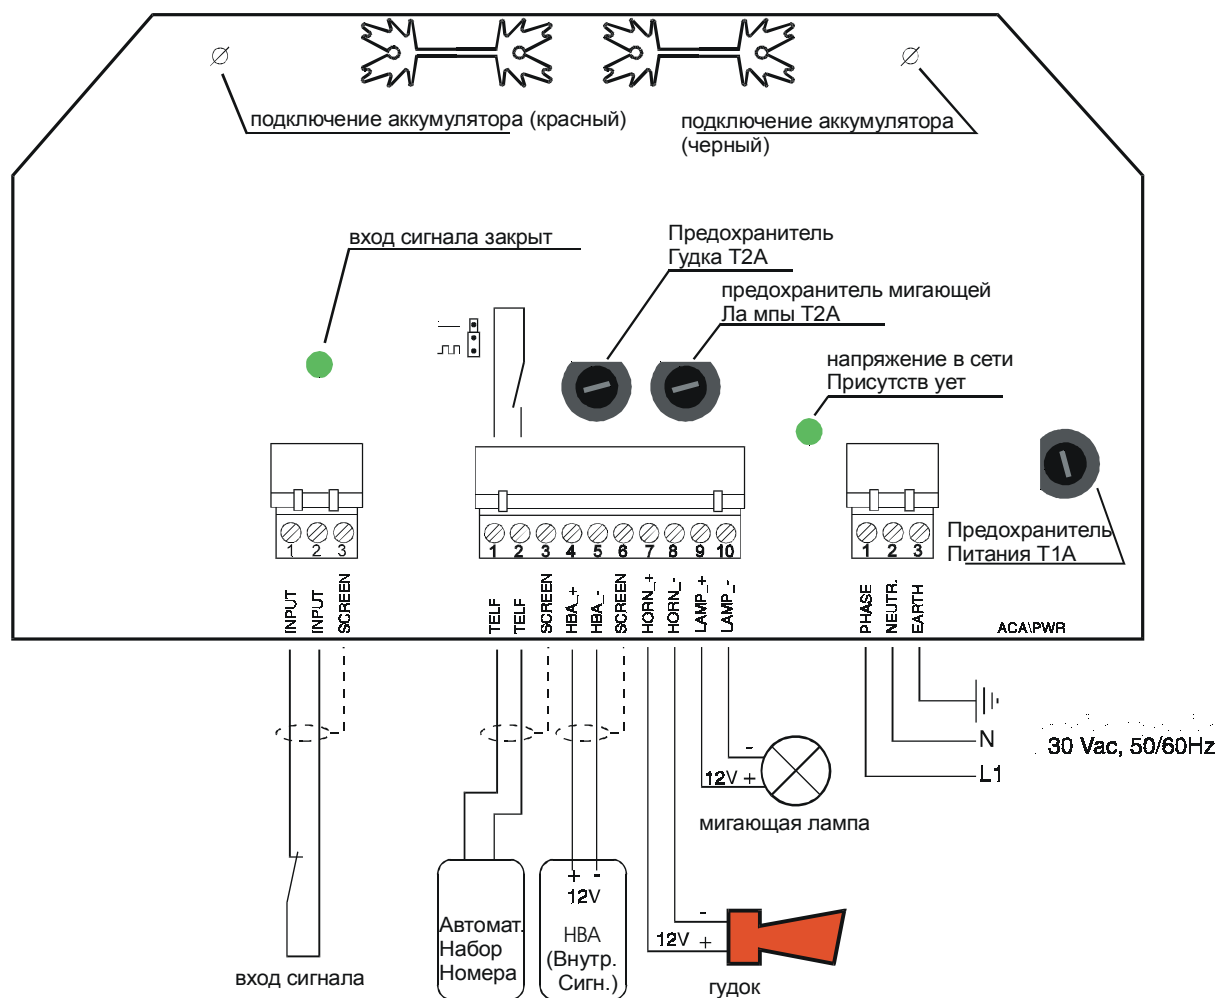 подключение аккумулятора (красный)
подключение аккумулятора
(черный)
вход сигнала закрыт
Предохранитель
Гудка Т2А
предохранитель мигающей
Ла мпы Т2А
напряжение в сети
Присутств ует
Предохранитель
Питания Т1А
1 2 3
1 2 3 4 5 6 7 8 9 10
1 2 3
INPUT
INPUT
SCREEN
TELF
TELF
SCREEN
HBA_+
HBA_-
SCREEN
HORN_+
HORN_-
LAMP_+
LAMP_-
PHASE
NEUTR.
EARTH
ACA\PWR
N
L1
30 Vac, 50/60Hz
-
12V +
мигающая лампа
+ -
12V
HBA
(Внутр.
Сигн.)
Автомат.
Набор
Номера
-
12V +
гудок
вход сигнала